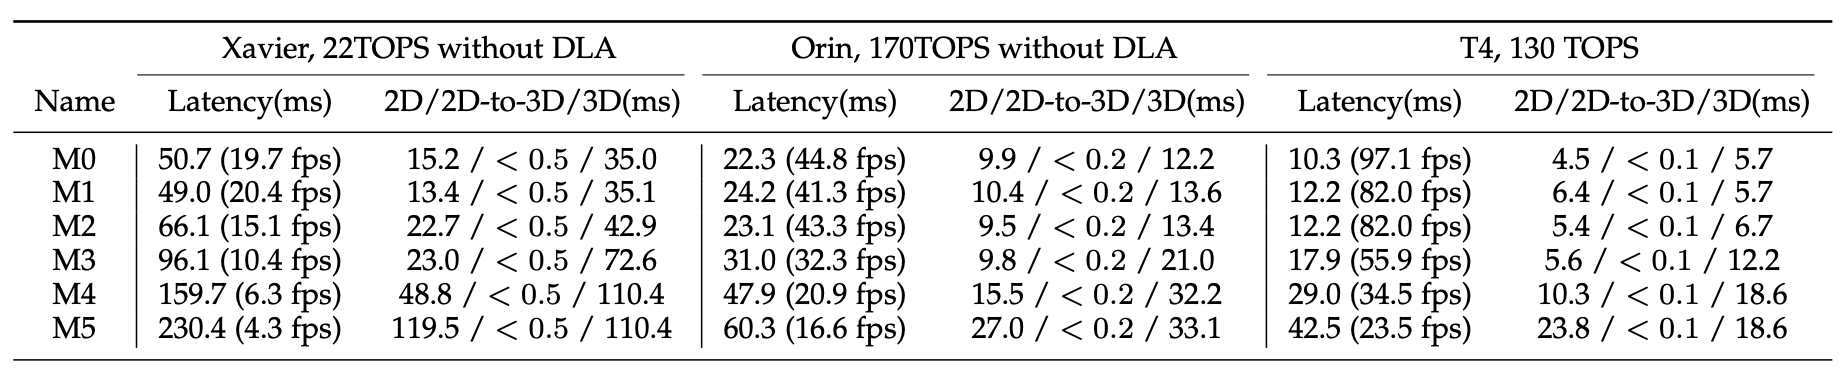 Xavier, 22TOPS without DLA Orin, 170TOPS without DLA T4, 130 TOPS
Name Latency(ms) 2D/2D-to-3D/3D(ms) Latency(ms) 2D/2D-to-3D/3D(ms) Latency(ms) 2D/2D-to-3D/3D(ms)
M0 50.7 (19.7 fps) 15.2 / < 0.5 / 35.0 22.3 (44.8 fps) 9.9 / < 0.2 / 12.2 10.3 (97.1 fps) 4.5 / < 0.1 / 5.7
M1 49.0 (20.4 fps) 13.4 / < 0.5 / 35.1 24.2 (41.3 fps) 10.4 / < 0.2 / 13.6 12.2 (82.0 fps) 6.4 / < 0.1 / 5.7
M2 66.1 (15.1 fps) 22.7 / < 0.5 / 42.9 23.1 (43.3 fps) 9.5 / < 0.2 / 13.4 12.2 (82.0 fps) 5.4 / < 0.1 / 6.7
M3 96.1 (10.4 fps) 23.0 / < 0.5 / 72.6 31.0 (32.3 fps) 9.8 / < 0.2 / 21.0 17.9 (55.9 fps) 5.6 / < 0.1 / 12.2
M4 159.7 (6.3 fps) 48.8 / < 0.5 / 110.4 47.9 (20.9 fps) 15.5 / < 0.2 / 32.2 29.0 (34.5 fps) 10.3 / < 0.1 / 18.6
M5 230.4 (4.3 fps) 119.5 / < 0.5 / 110.4 60.3 (16.6 fps) 27.0 / < 0.2 / 33.1 42.5 (23.5 fps) 23.8 / < 0.1 / 18.6